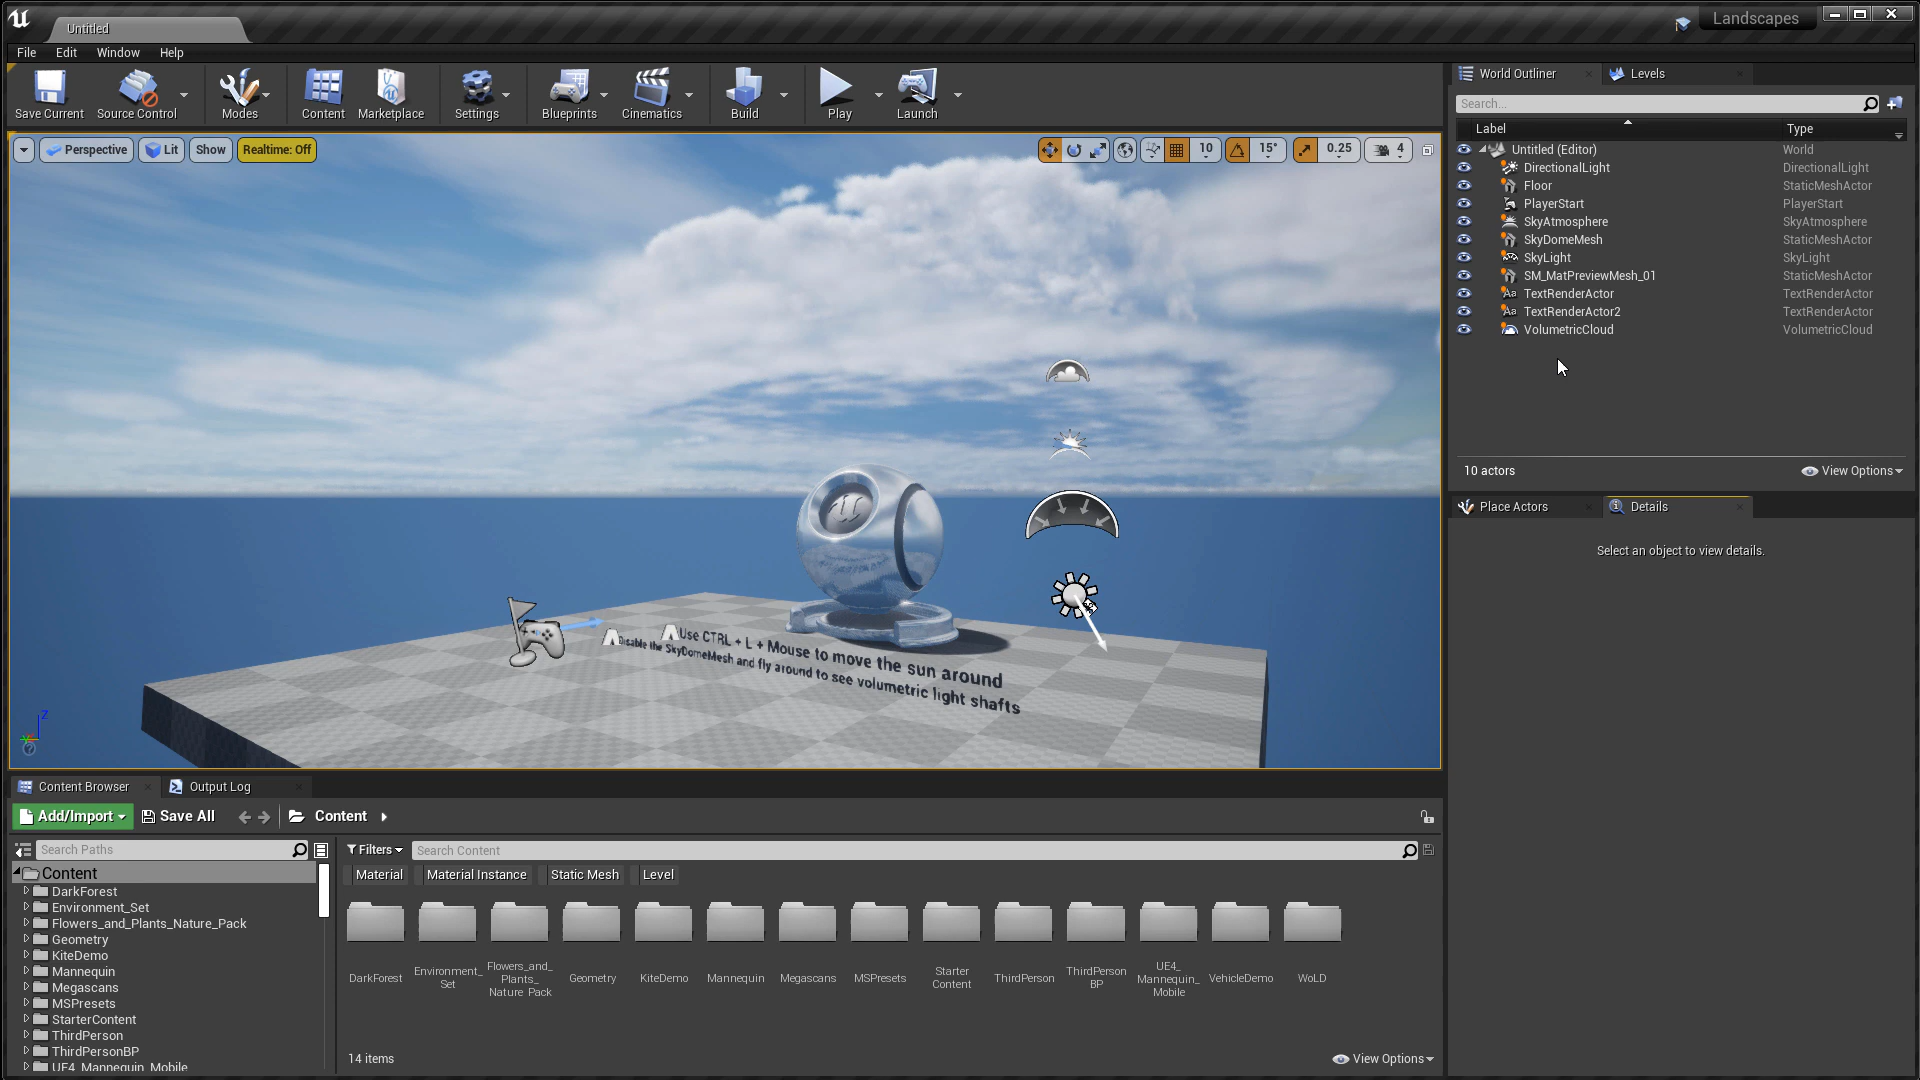 Untitled
Landscapes
File Edit Window Help
Save Current
Source Control
Modes
Content
Marketplace
Settings
Blueprints
Cinematics
Build
Play
Launch
Perspective
Lit
Show
Realtime: Off
10
15°
0.25
4
Use CTRL + L + Mouse to move the sun around
Disable the SkyDomeMesh and fly around to see volumetric light shafts
Z
Y
World Outliner
Levels
Search...
Label Type
Untitled (Editor) World
DirectionalLight DirectionalLight
Floor StaticMeshActor
PlayerStart PlayerStart
SkyAtmosphere SkyAtmosphere
SkyDomeMesh StaticMeshActor
SkyLight SkyLight
SM_MatPreviewMesh_01 StaticMeshActor
TextRenderActor TextRenderActor
TextRenderActor2 TextRenderActor
VolumetricCloud VolumetricCloud
10 actors
View Options
Place Actors
Details
Select an object to view details.
Content Browser
Output Log
Add/Import
Save All
Content
Search Paths
Content
DarkForest
Environment_Set
Flowers_and_Plants_Nature_Pack
Geometry
KiteDemo
Mannequin
Megascans
MSPresets
StarterContent
ThirdPerson
ThirdPersonBP
UE4_Mannequin_Mobile
Filters
Search Content
Material
Material Instance
Static Mesh
Level
DarkForest
Environment_
Set
Flowers_and_
Plants_
Nature_Pack
Geometry
KiteDemo
Mannequin
Megascans
MSPresets
Starter
Content
ThirdPerson
ThirdPerson
BP
UE4_
Mannequin_
Mobile
VehicleDemo
WoLD
14 items
View Options